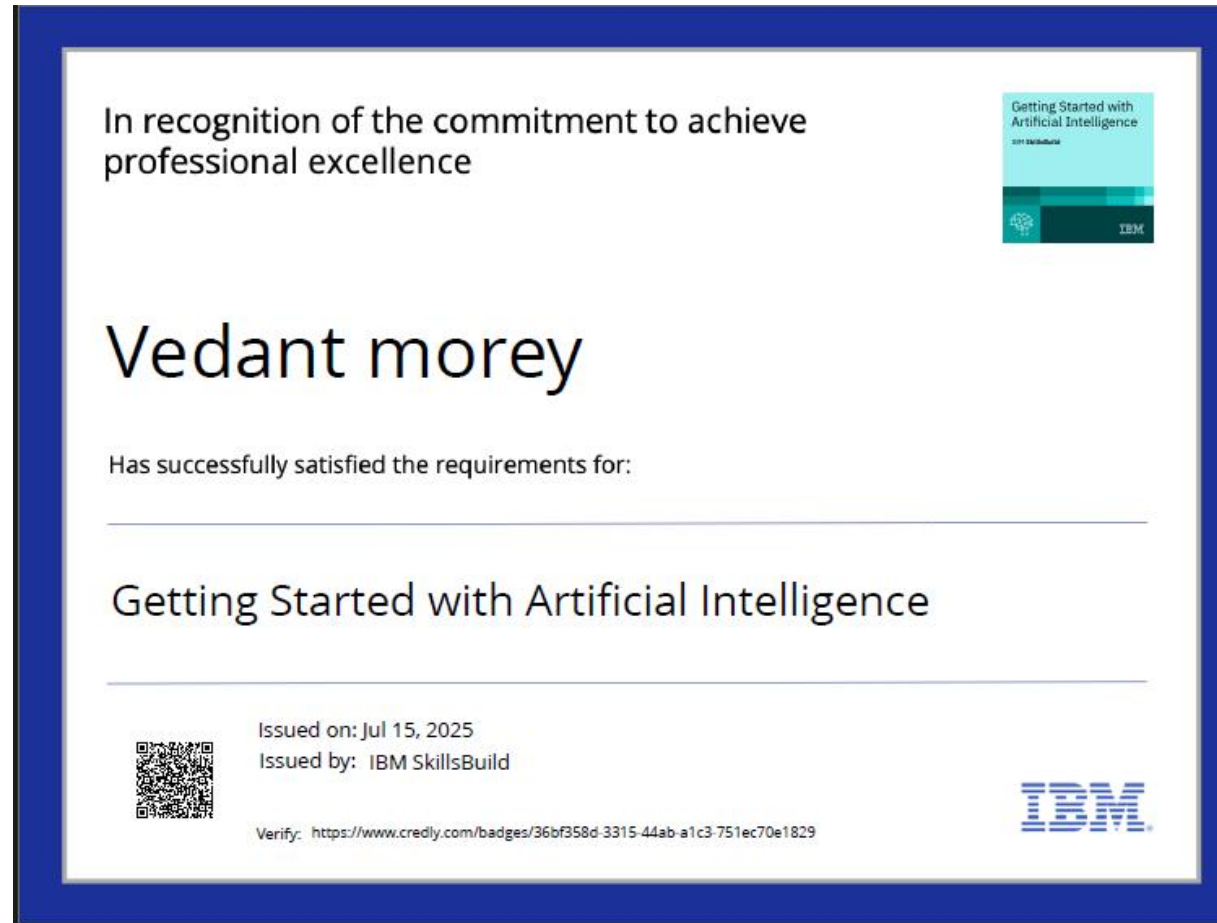 In recognition of the commitment to achieve
professional excellence
Getting Started with
Artificial Intelligence
IBM SkillsBuild
IBM
Vedant morey
Has successfully satisfied the requirements for:
Getting Started with Artificial Intelligence
Issued on: Jul 15, 2025
Issued by: IBM SkillsBuild
Verify: https://www.credly.com/badges/36bf358d-3315-44ab-a1c3-751ec70e1829
IBM.